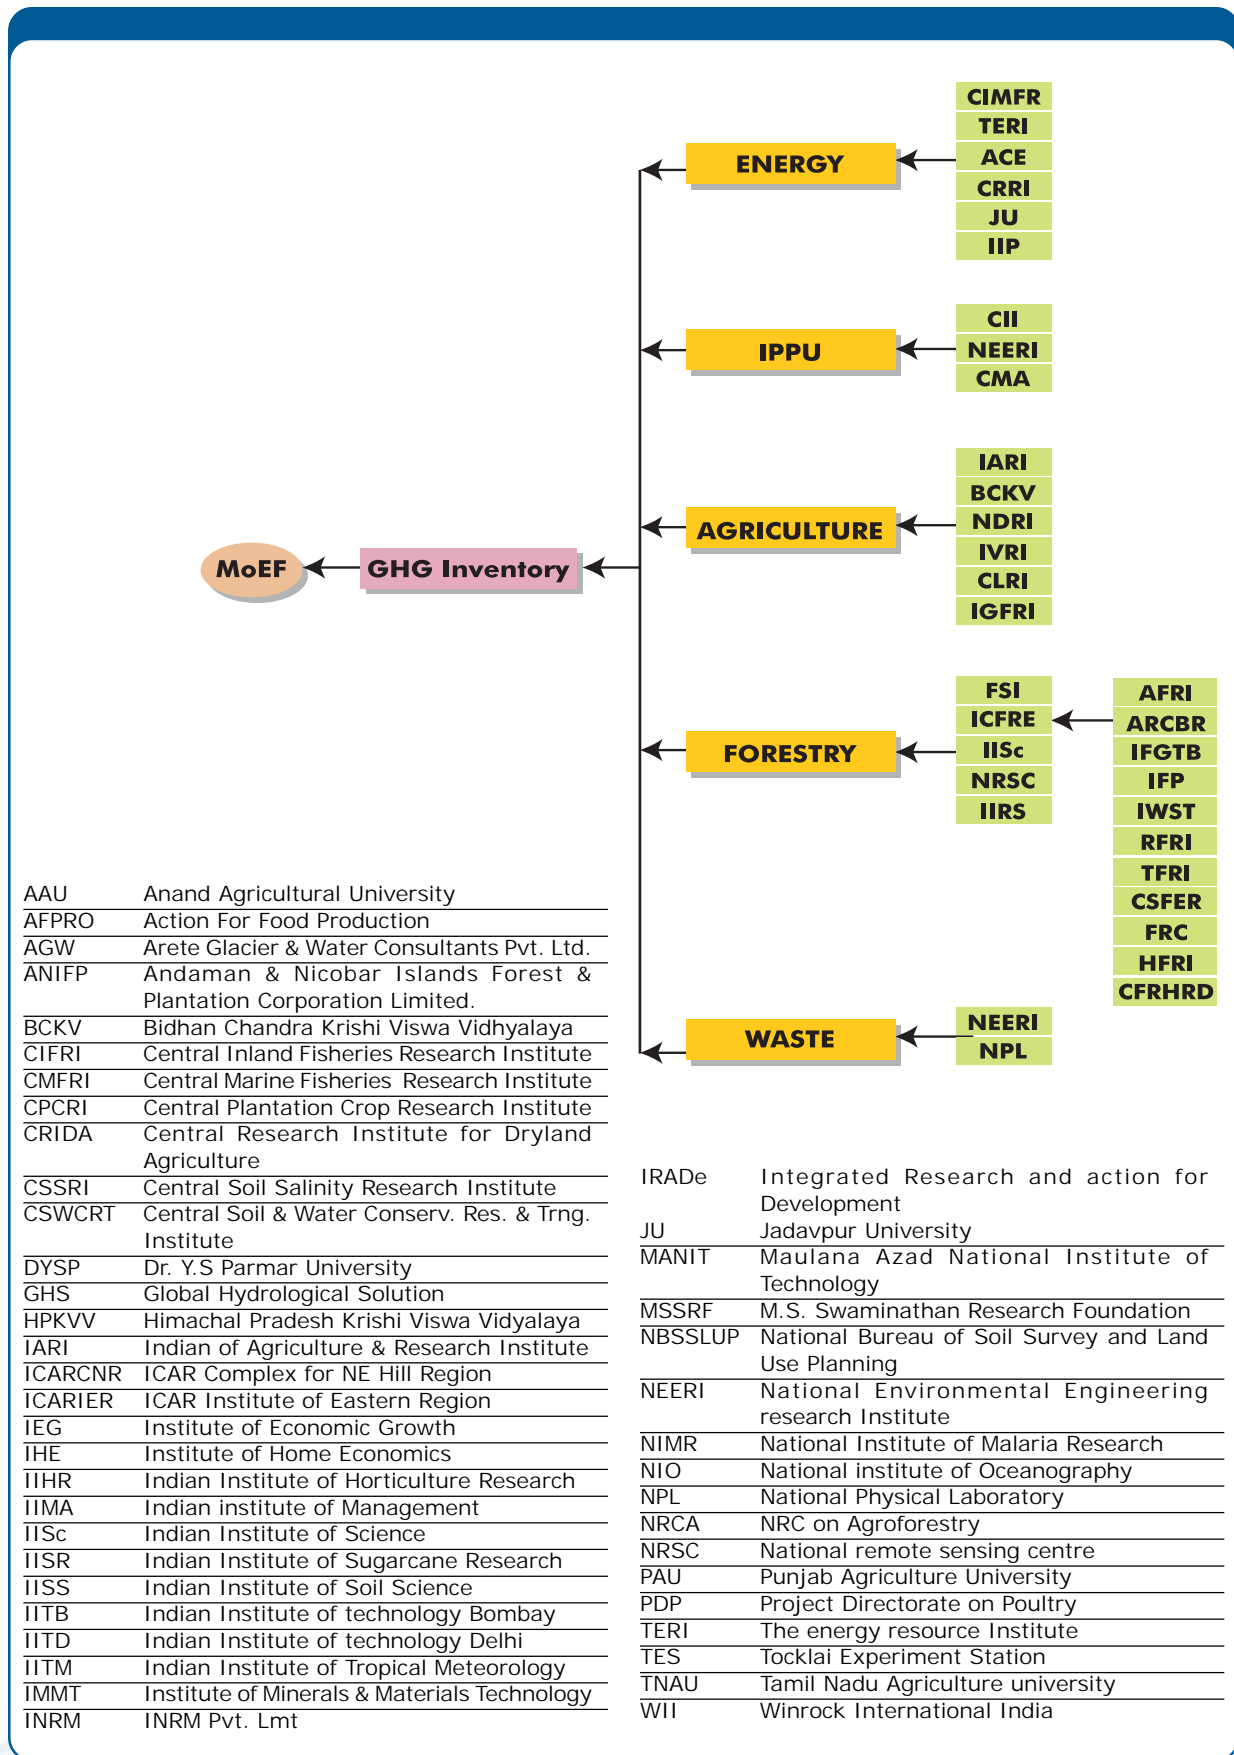 CIMFR
TERI
ACE
CRRI
JU
IIP
ENERGY
CII
NEERI
CMA
IPPU
IARI
BCKV
NDRI
IVRI
CLRI
IGFRI
AGRICULTURE
MoEF
GHG Inventory
FSI
ICFRE
IISc
NRSC
IIRS
FORESTRY
AFRI
ARCBR
IFGTB
IFP
IWST
RFRI
TFRI
CSFER
FRC
HFRI
CFRHRD
WASTE
NEERI
NPL
AAU Anand Agricultural University
AFPRO Action For Food Production
AGW Arete Glacier & Water Consultants Pvt. Ltd.
ANIFP Andaman & Nicobar Islands Forest &
Plantation Corporation Limited.
BCKV Bidhan Chandra Krishi Viswa Vidhyalaya
CIFRI Central Inland Fisheries Research Institute
CMFRI Central Marine Fisheries Research Institute
CPCRI Central Plantation Crop Research Institute
CRIDA Central Research Institute for Dryland
Agriculture
CSSRI Central Soil Salinity Research Institute
CSWCRT Central Soil & Water Conserv. Res. & Trng.
Institute
DYSP Dr. Y.S Parmar University
GHS Global Hydrological Solution
HPKVV Himachal Pradesh Krishi Viswa Vidyalaya
IARI Indian of Agriculture & Research Institute
ICARCNR ICAR Complex for NE Hill Region
ICARIER ICAR Institute of Eastern Region
IEG Institute of Economic Growth
IHE Institute of Home Economics
IIHR Indian Institute of Horticulture Research
IIMA Indian institute of Management
IISc Indian Institute of Science
IISR Indian Institute of Sugarcane Research
IISS Indian Institute of Soil Science
IITB Indian Institute of technology Bombay
IITD Indian Institute of technology Delhi
IITM Indian Institute of Tropical Meteorology
IMMT Institute of Minerals & Materials Technology
INRM INRM Pvt. Lmt
IRADe Integrated Research and action for
Development
JU Jadavpur University
MANIT Maulana Azad National Institute of
Technology
MSSRF M.S. Swaminathan Research Foundation
NBSSLUP National Bureau of Soil Survey and Land
Use Planning
NEERI National Environmental Engineering
research Institute
NIMR National Institute of Malaria Research
NIO National institute of Oceanography
NPL National Physical Laboratory
NRCA NRC on Agroforestry
NRSC National remote sensing centre
PAU Punjab Agriculture University
PDP Project Directorate on Poultry
TERI The energy resource Institute
TES Tocklai Experiment Station
TNAU Tamil Nadu Agriculture university
WII Winrock International India